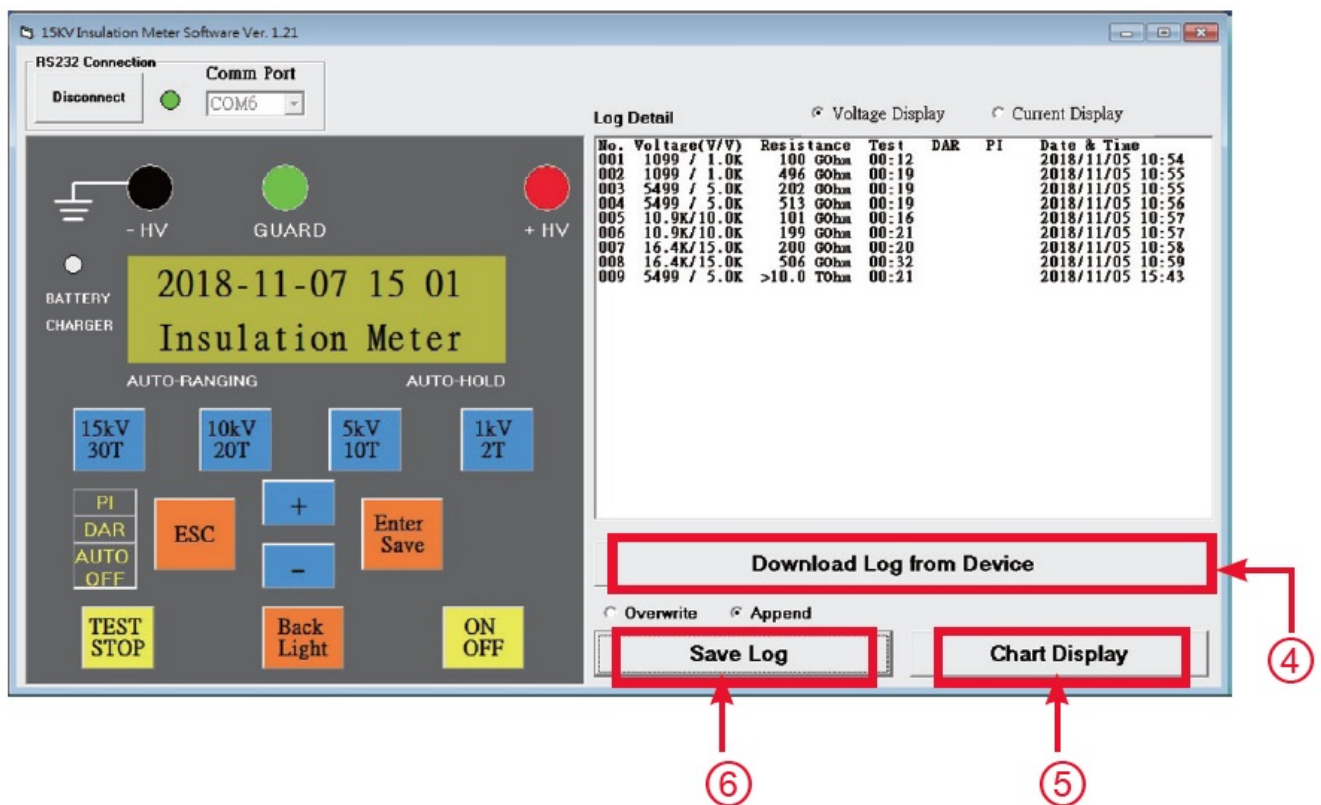 15KV Insulation Meter Software Ver. 1.21
RS232 Connection
Comm Port
Disconnect
COM6
Log Detail
Voltage Display
Current Display
No. Voltage(V/V) Resistance Test DAR PI Date & Time
001 1099 / 1.0K 100 GOhm 00:12 2018/11/05 10:54
002 1099 / 1.0K 496 GOhm 00:19 2018/11/05 10:55
003 5499 / 5.0K 202 GOhm 00:19 2018/11/05 10:55
004 5499 / 5.0K 513 GOhm 00:19 2018/11/05 10:56
005 10.9K/10.0K 101 GOhm 00:16 2018/11/05 10:57
006 10.9K/10.0K 199 GOhm 00:21 2018/11/05 10:57
007 16.4K/15.0K 200 GOhm 00:20 2018/11/05 10:58
008 16.4K/15.0K 506 GOhm 00:32 2018/11/05 10:59
009 5499 / 5.0K >10.0 TOhm 00:21 2018/11/05 15:43
- HV
GUARD
+ HV
BATTERY
CHARGER
2018-11-07 15 01
Insulation Meter
AUTO-RANGING
AUTO-HOLD
15kV
30T
10kV
20T
5kV
10T
1kV
2T
PI
DAR
AUTO
OFF
ESC
+
-
Enter
Save
TEST
STOP
Back
Light
ON
OFF
Download Log from Device
Overwrite
Append
Save Log
Chart Display
4
6
5